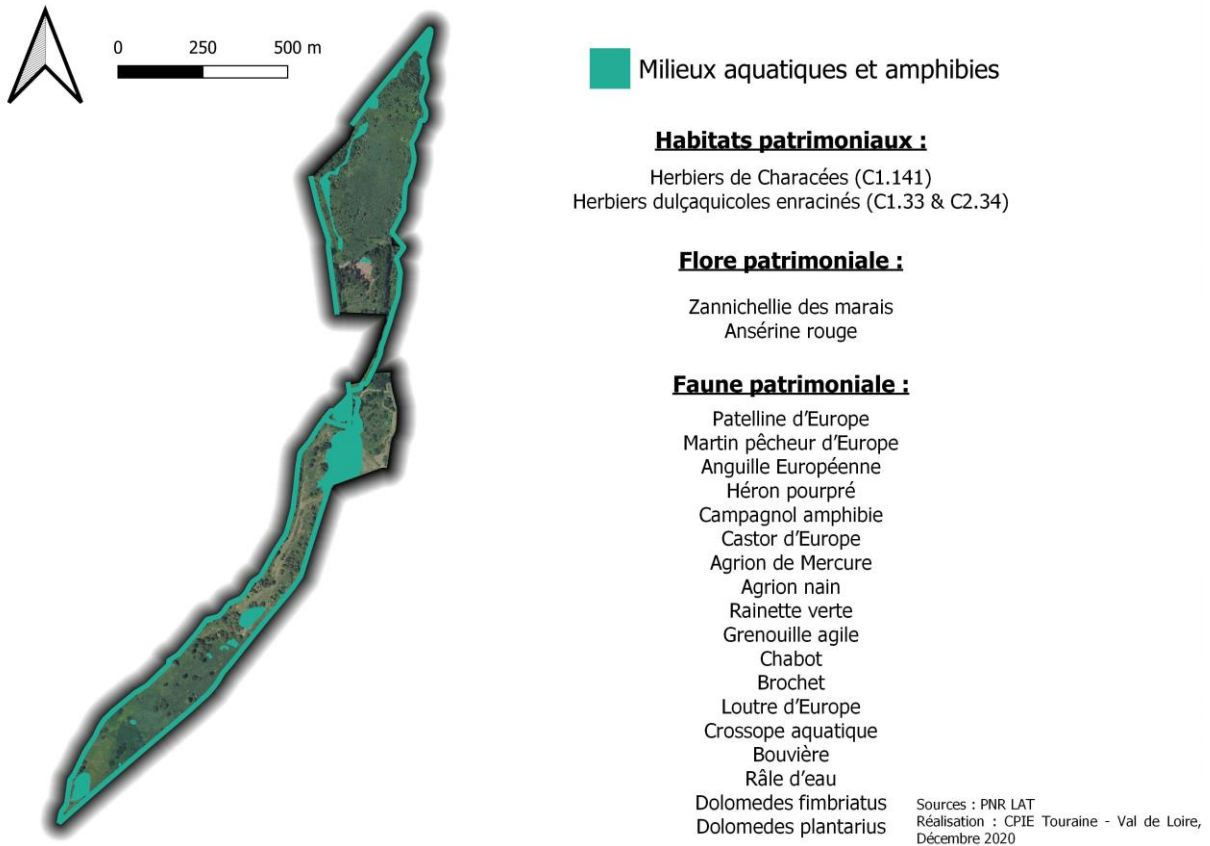 0 250 500 m
Milieux aquatiques et amphibies
Habitats patrimoniaux :
Herbiers de Characées (C1.141)
Herbiers dulçaquicoles enracinés (C1.33 & C2.34)
Flore patrimoniale :
Zannichellie des marais
Ansérine rouge
Faune patrimoniale :
Patelline d'Europe
Martin pêcheur d'Europe
Anguille Européenne
Héron pourpré
Campagnol amphibie
Castor d'Europe
Agrion de Mercure
Agrion nain
Rainette verte
Grenouille agile
Chabot
Brochet
Loutre d'Europe
Crossope aquatique
Bouvière
Râle d'eau
Dolomedes fimbriatus
Dolomedes plantarius
Sources : PNR LAT
Réalisation : CPIE Touraine - Val de Loire,
Décembre 2020